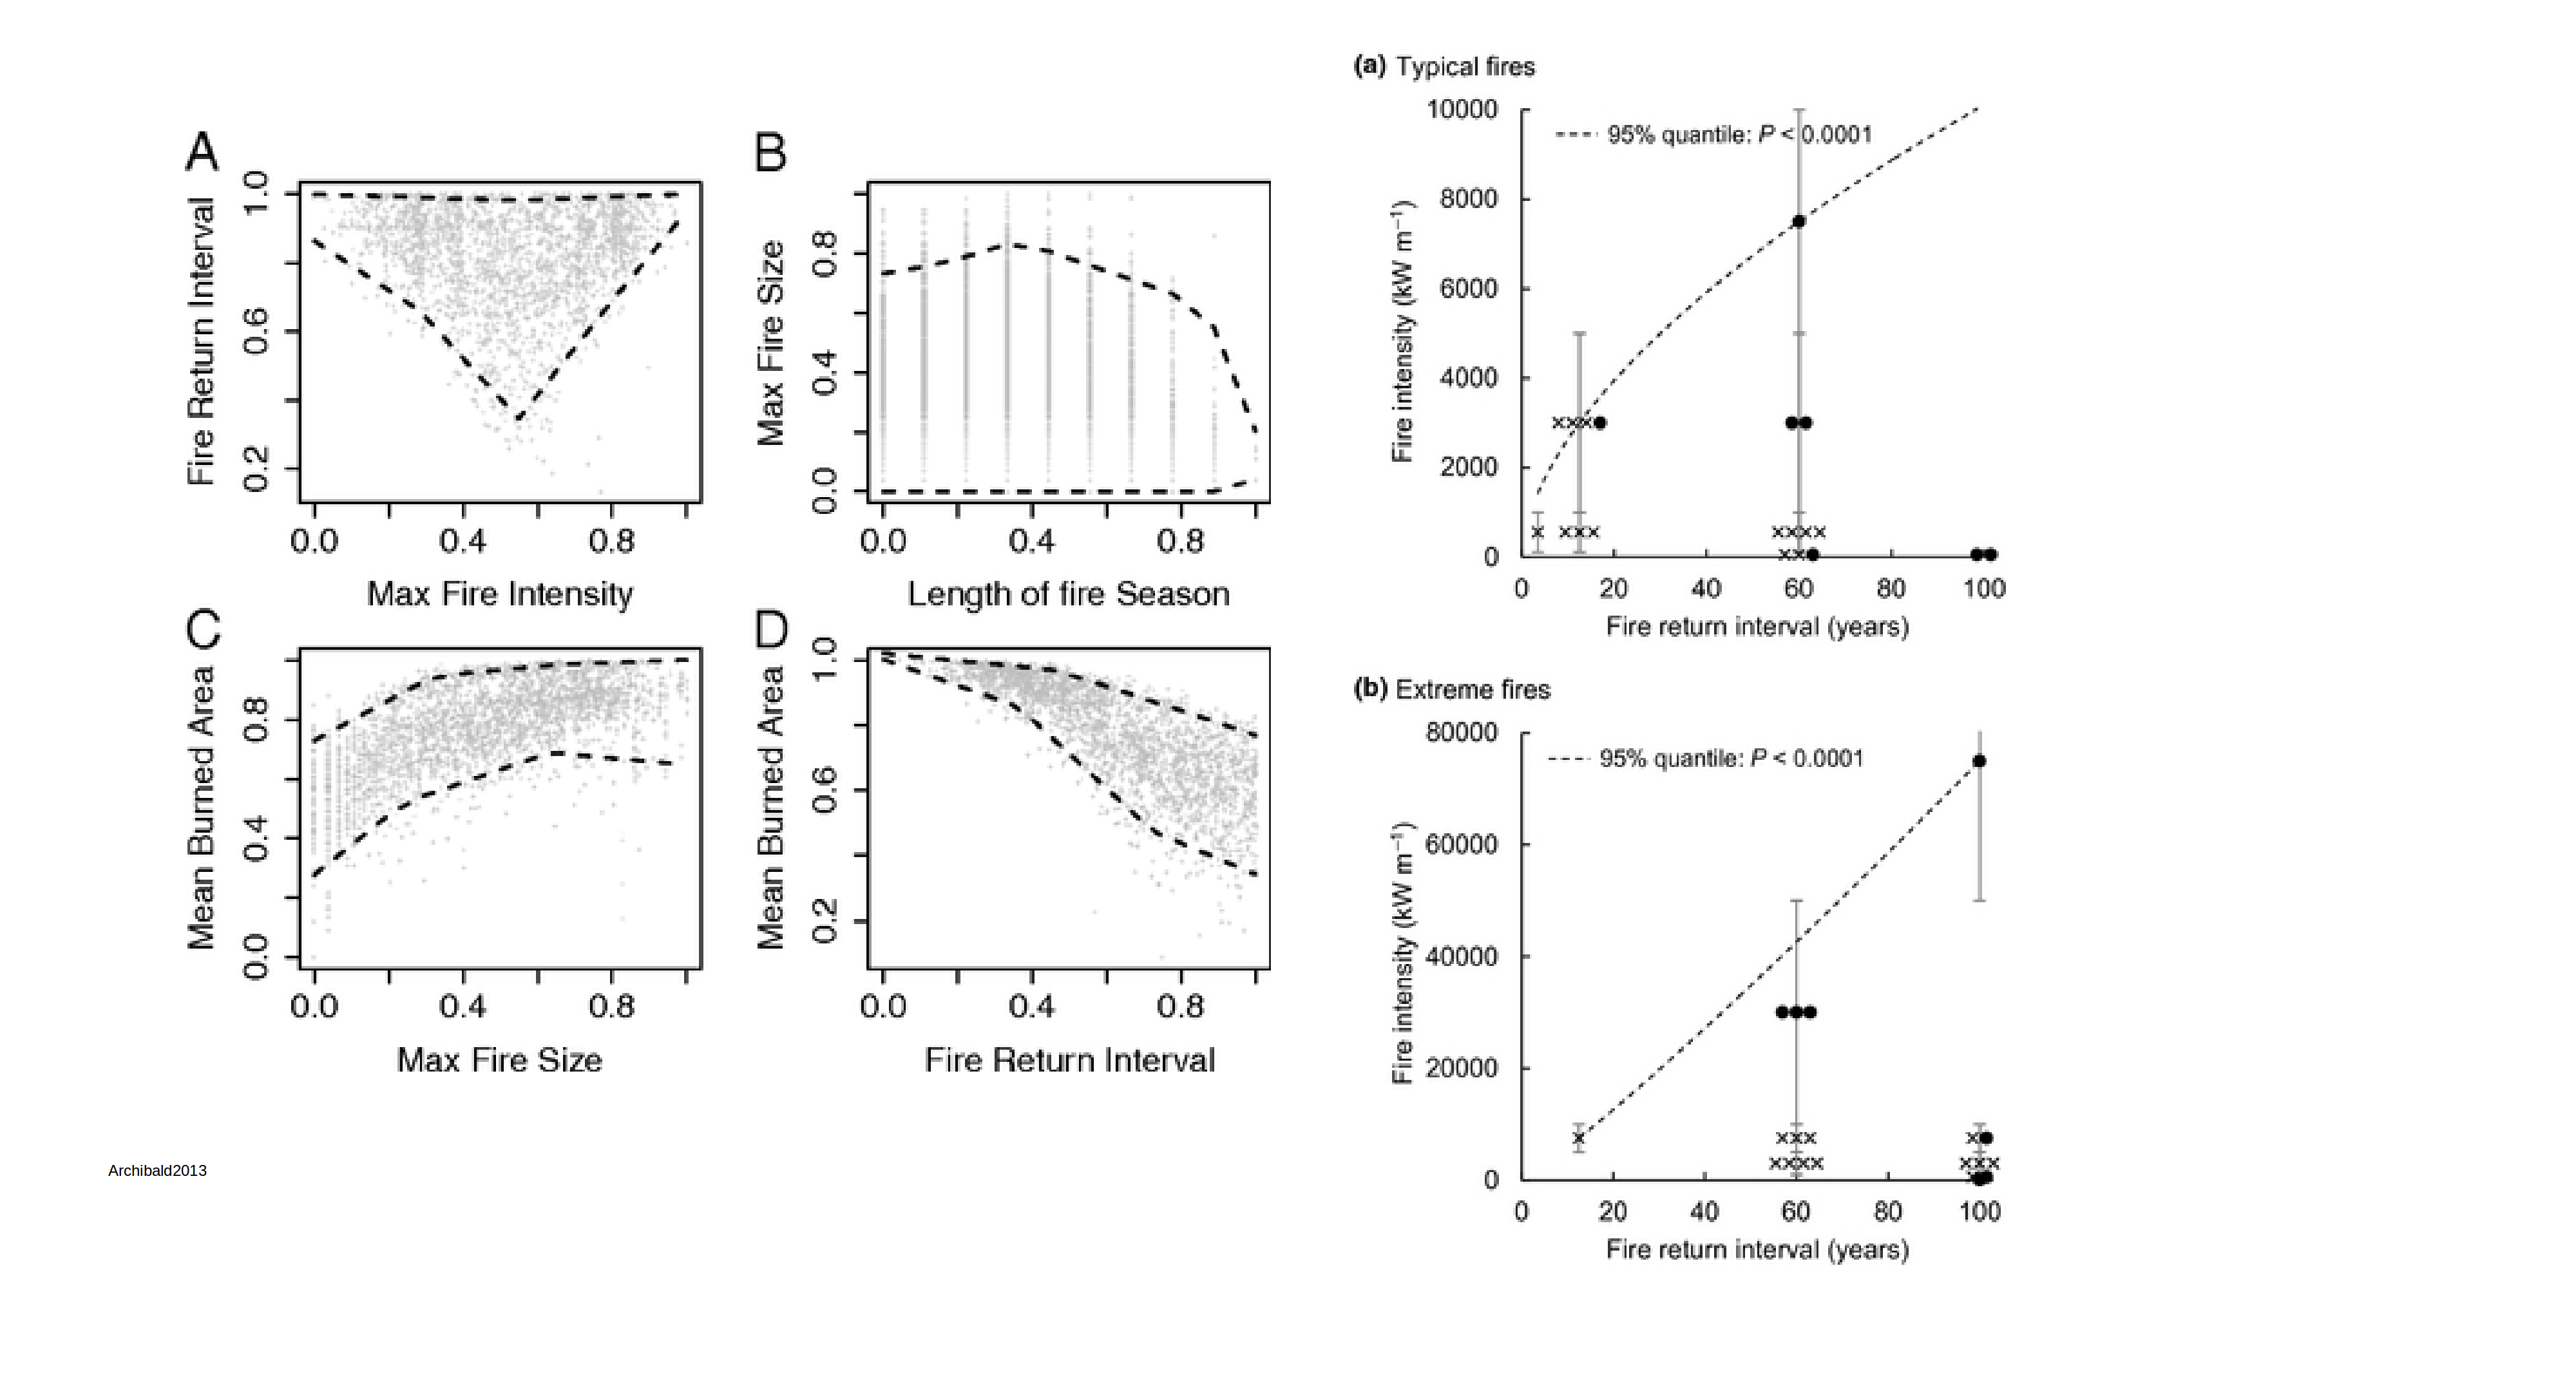 A
Fire Return Interval
1.0
0.6
0.2
0.0 0.4 0.8
Max Fire Intensity
B
Max Fire Size
0.8
0.4
0.0
0.0 0.4 0.8
Length of fire Season
C
Mean Burned Area
0.8
0.4
0.0
0.0 0.4 0.8
Max Fire Size
D
Mean Burned Area
1.0
0.6
0.2
0.0 0.4 0.8
Fire Return Interval
Archibald2013
(a) Typical fires
95% quantile: P < 0.0001
Fire intensity (kW m⁻¹)
10000
8000
6000
4000
2000
0
0 20 40 60 80 100
Fire return interval (years)
(b) Extreme fires
95% quantile: P < 0.0001
Fire intensity (kW m⁻¹)
80000
60000
40000
20000
0
0 20 40 60 80 100
Fire return interval (years)